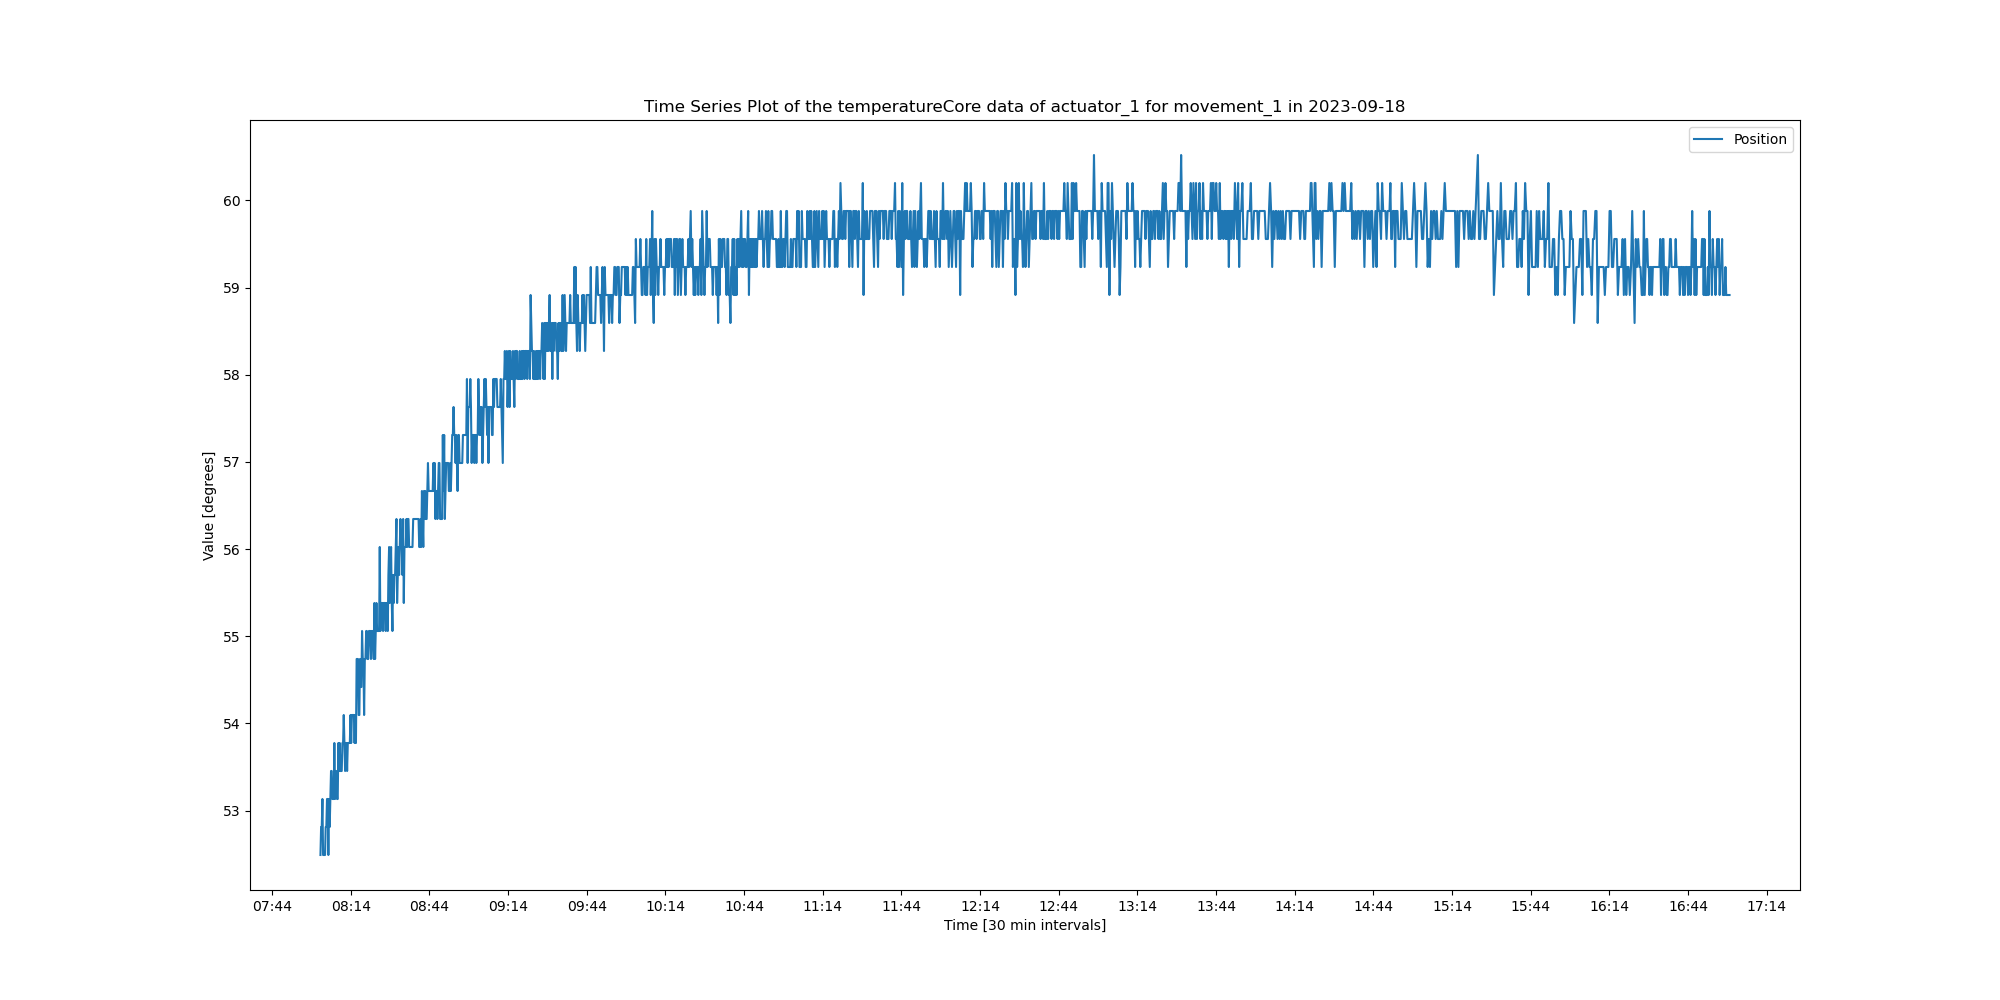 Time Series Plot of the temperatureCore data of actuator_1 for movement_1 in 2023-09-18
Position
60
59
58
57
56
55
54
53
Value [degrees]
07:44 08:14 08:44 09:14 09:44 10:14 10:44 11:14 11:44 12:14 12:44 13:14 13:44 14:14 14:44 15:14 15:44 16:14 16:44 17:14
Time [30 min intervals]